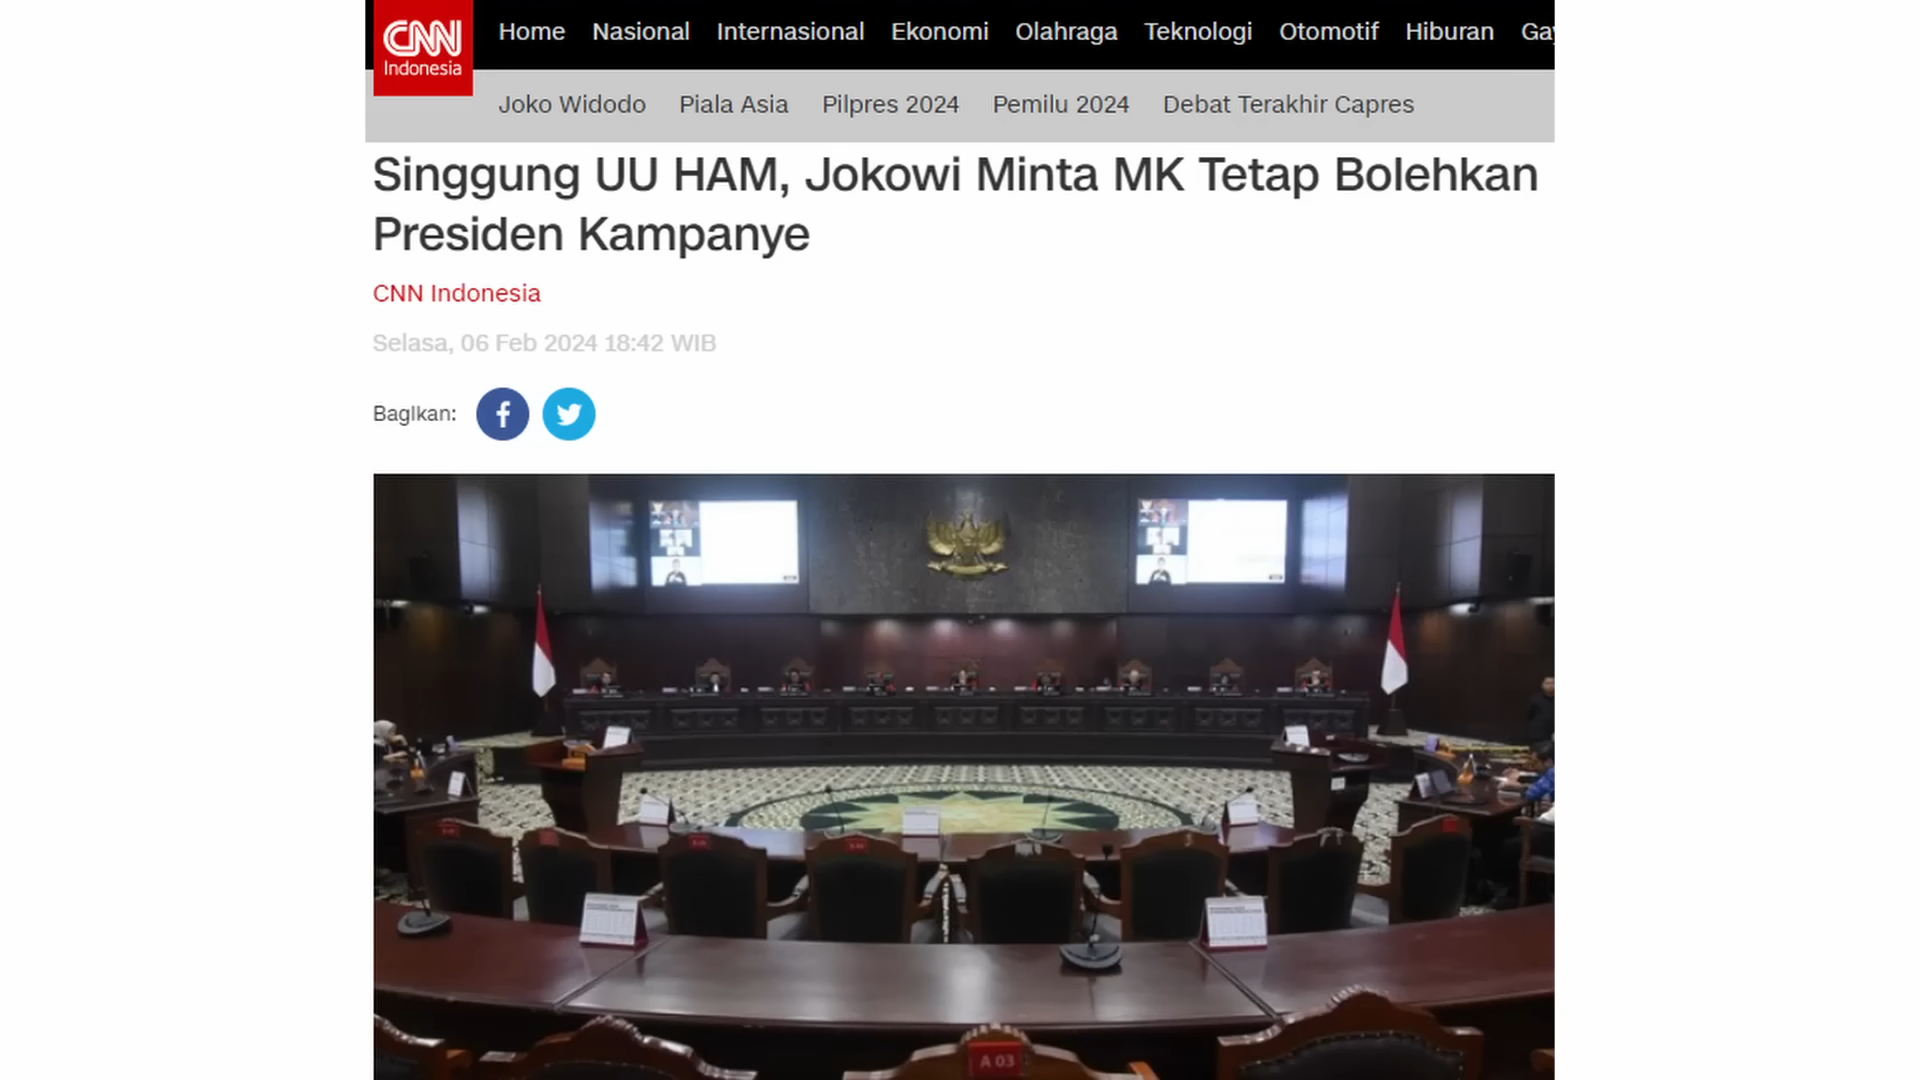 CNN
Indonesia
Home Nasional Internasional Ekonomi Olahraga Teknologi Otomotif Hiburan Gay
Joko Widodo Piala Asia Pilpres 2024 Pemilu 2024 Debat Terakhir Capres
Singgung UU HAM, Jokowi Minta MK Tetap Bolehkan
Presiden Kampanye
CNN Indonesia
Selasa, 06 Feb 2024 18:42 WIB
Bagikan:
A 03